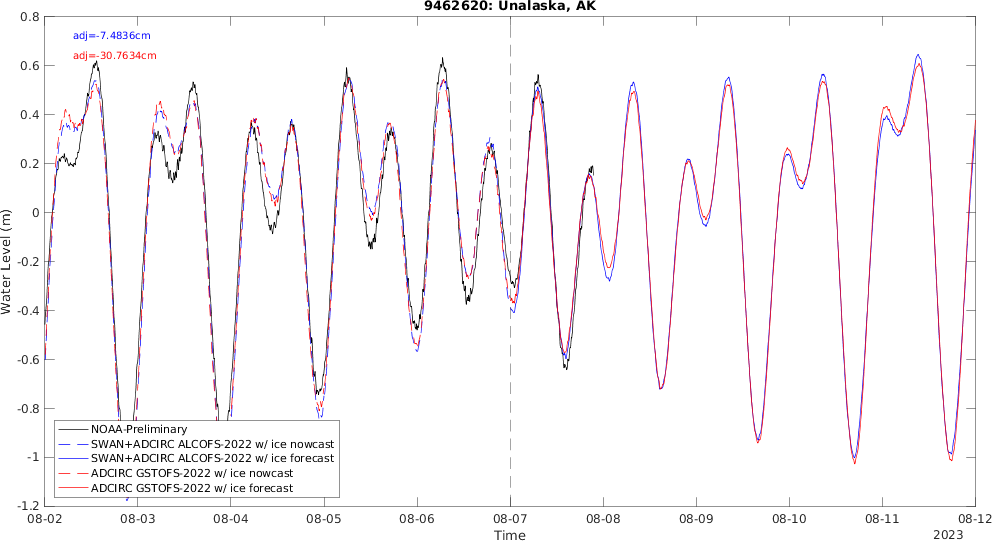 9462620: Unalaska, AK
adj=-7.4836cm
adj=-30.7634cm
0.8
0.6
0.4
0.2
0
-0.2
-0.4
-0.6
-0.8
-1
-1.2
Water Level (m)
NOAA-Preliminary
SWAN+ADCIRC ALCOFS-2022 w/ ice nowcast
SWAN+ADCIRC ALCOFS-2022 w/ ice forecast
ADCIRC GSTOFS-2022 w/ ice nowcast
ADCIRC GSTOFS-2022 w/ ice forecast
08-02 08-03 08-04 08-05 08-06 08-07 08-08 08-09 08-10 08-11 08-12
Time
2023